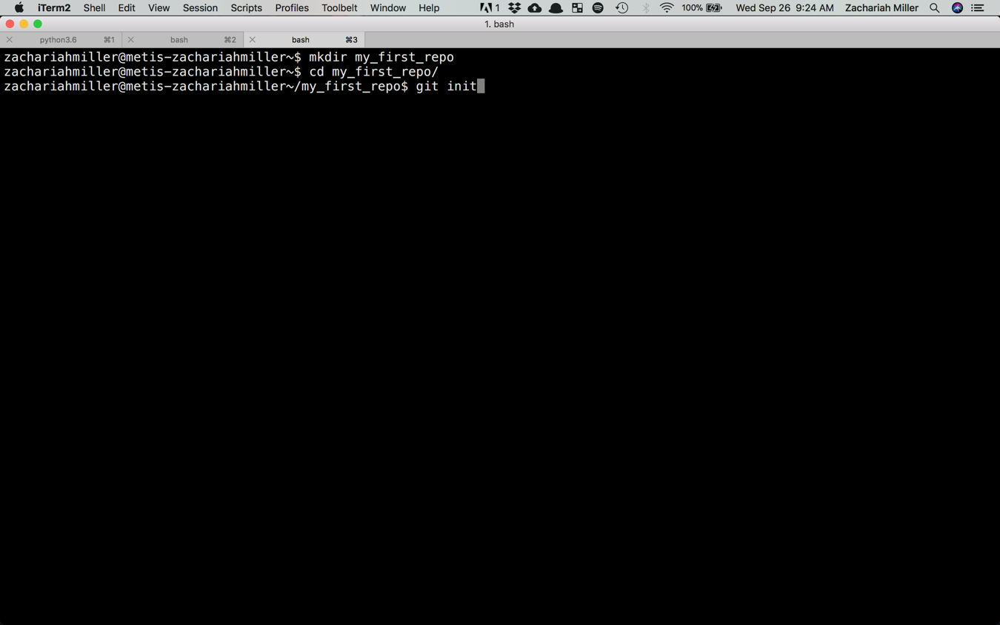 iTerm2 Shell Edit View Session Scripts Profiles Toolbelt Window Help 1 100% Wed Sep 26 9:24 AM Zachariah Miller
1. bash
python3.6 ⌘1 bash ⌘2 bash ⌘3
zachariahmiller@metis-zachariahmiller~$ mkdir my_first_repo
zachariahmiller@metis-zachariahmiller~$ cd my_first_repo/
zachariahmiller@metis-zachariahmiller~/my_first_repo$ git init